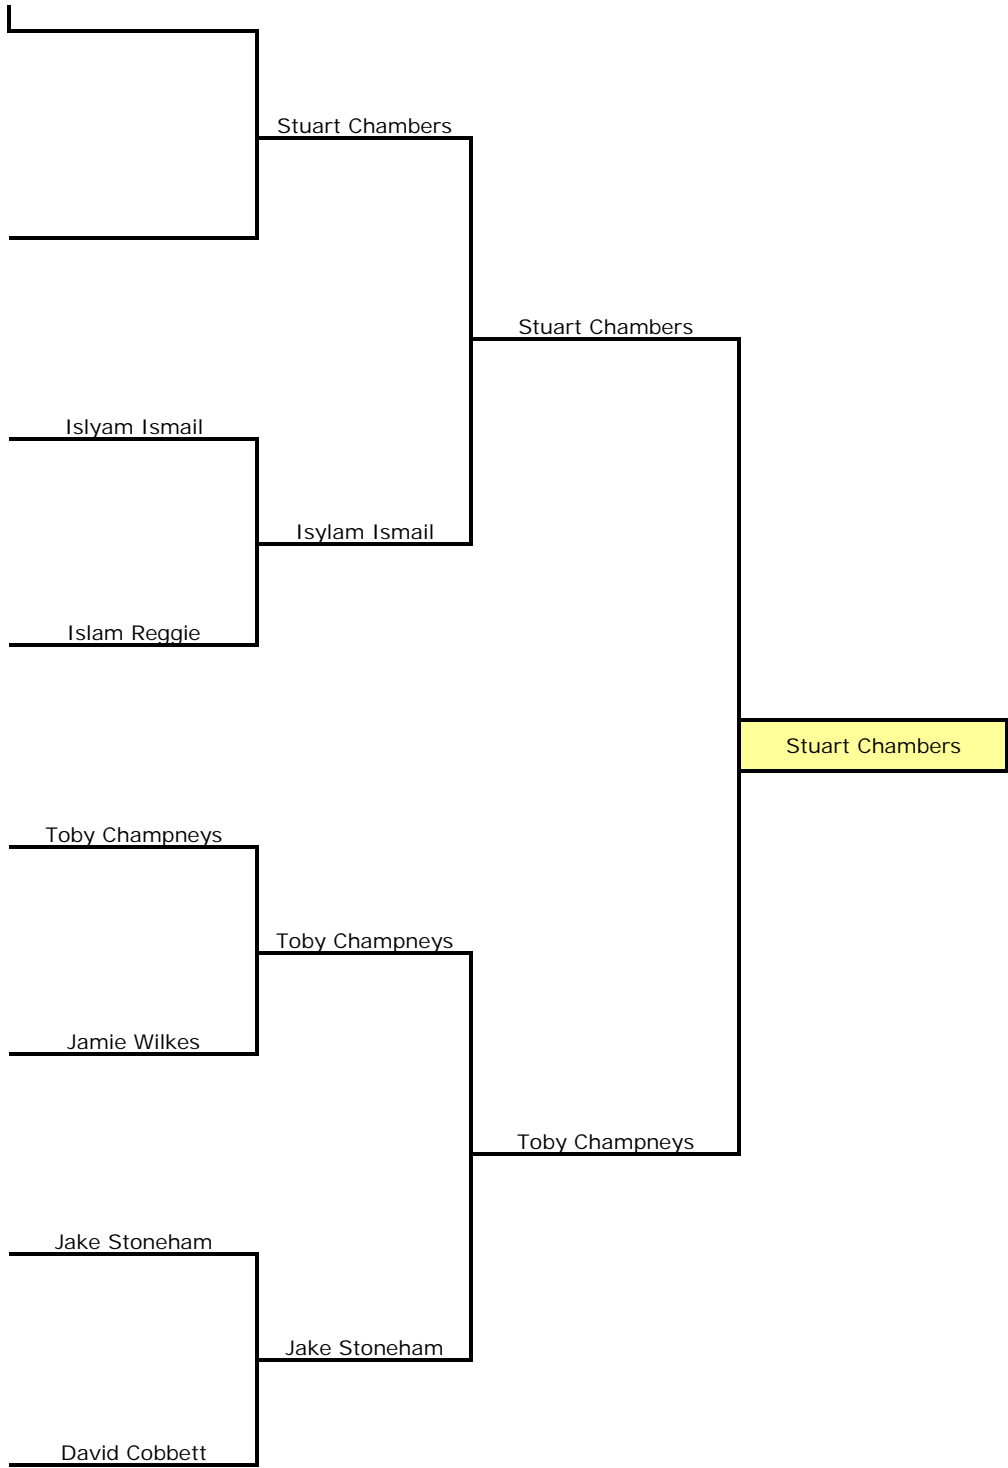 Stuart Chambers
Stuart Chambers
Islyam Ismail
Isylam Ismail
Islam Reggie
Stuart Chambers
Toby Champneys
Toby Champneys
Jamie Wilkes
Toby Champneys
Jake Stoneham
Jake Stoneham
David Cobbett